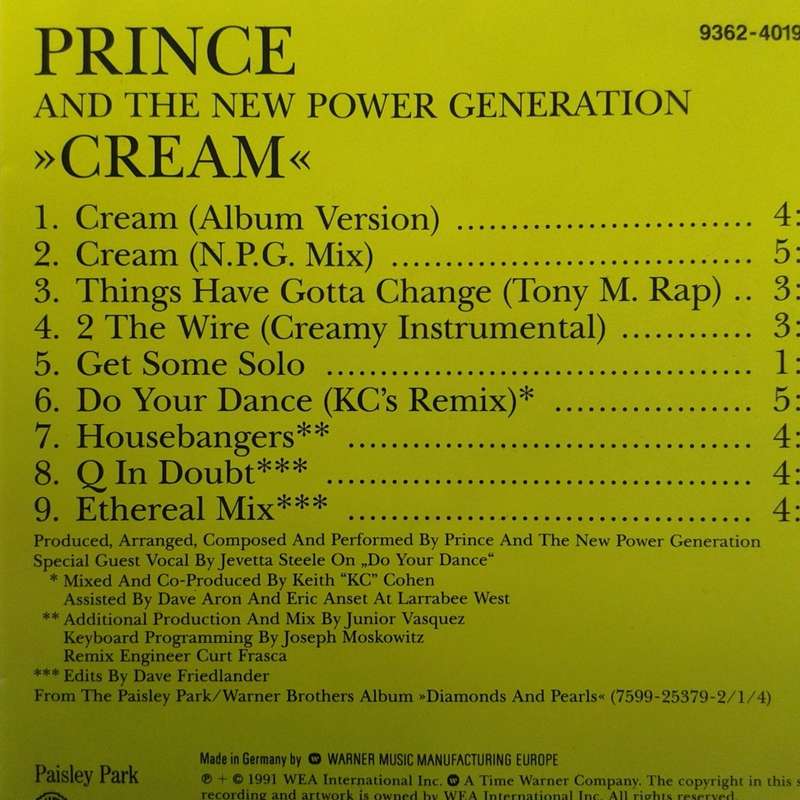 PRINCE
9362-4019
AND THE NEW POWER GENERATION
»CREAM«
1. Cream (Album Version) ............................ 4:
2. Cream (N.P.G. Mix) .................................. 5:
3. Things Have Gotta Change (Tony M. Rap) .. 3:
4. 2 The Wire (Creamy Instrumental) ............ 3:
5. Get Some Solo ........................................ 1:
6. Do Your Dance (KC's Remix)* ................... 5:
7. Housebangers** ...................................... 4:
8. Q In Doubt*** ........................................ 4:
9. Ethereal Mix*** ...................................... 4:
Produced, Arranged, Composed And Performed By Prince And The New Power Generation
Special Guest Vocal By Jevetta Steele On „Do Your Dance“
* Mixed And Co-Produced By Keith “KC” Cohen
Assisted By Dave Aron And Eric Anset At Larrabee West
** Additional Production And Mix By Junior Vasquez
Keyboard Programming By Joseph Moskowitz
Remix Engineer Curt Frasca
*** Edits By Dave Friedlander
From The Paisley Park/Warner Brothers Album »Diamonds And Pearls« (7599-25379-2/1/4)
Made in Germany by WARNER MUSIC MANUFACTURING EUROPE
Paisley Park
℗ + © 1991 WEA International Inc. A Time Warner Company. The copyright in this
recording and artwork is owned by WEA International Inc. All rights reserved.